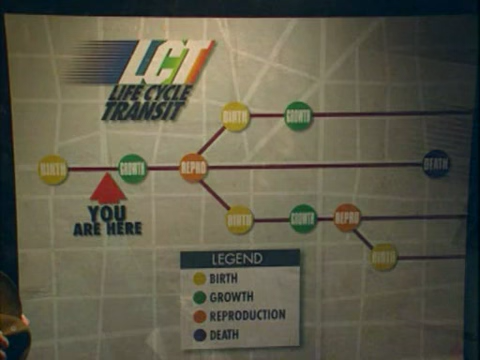 LCT
LIFE CYCLE
TRANSIT
BIRTH GROWTH
BIRTH GROWTH REPRO DEATH
YOU
ARE HERE
BIRTH GROWTH REPRO
BIRTH
LEGEND
BIRTH
GROWTH
REPRODUCTION
DEATH